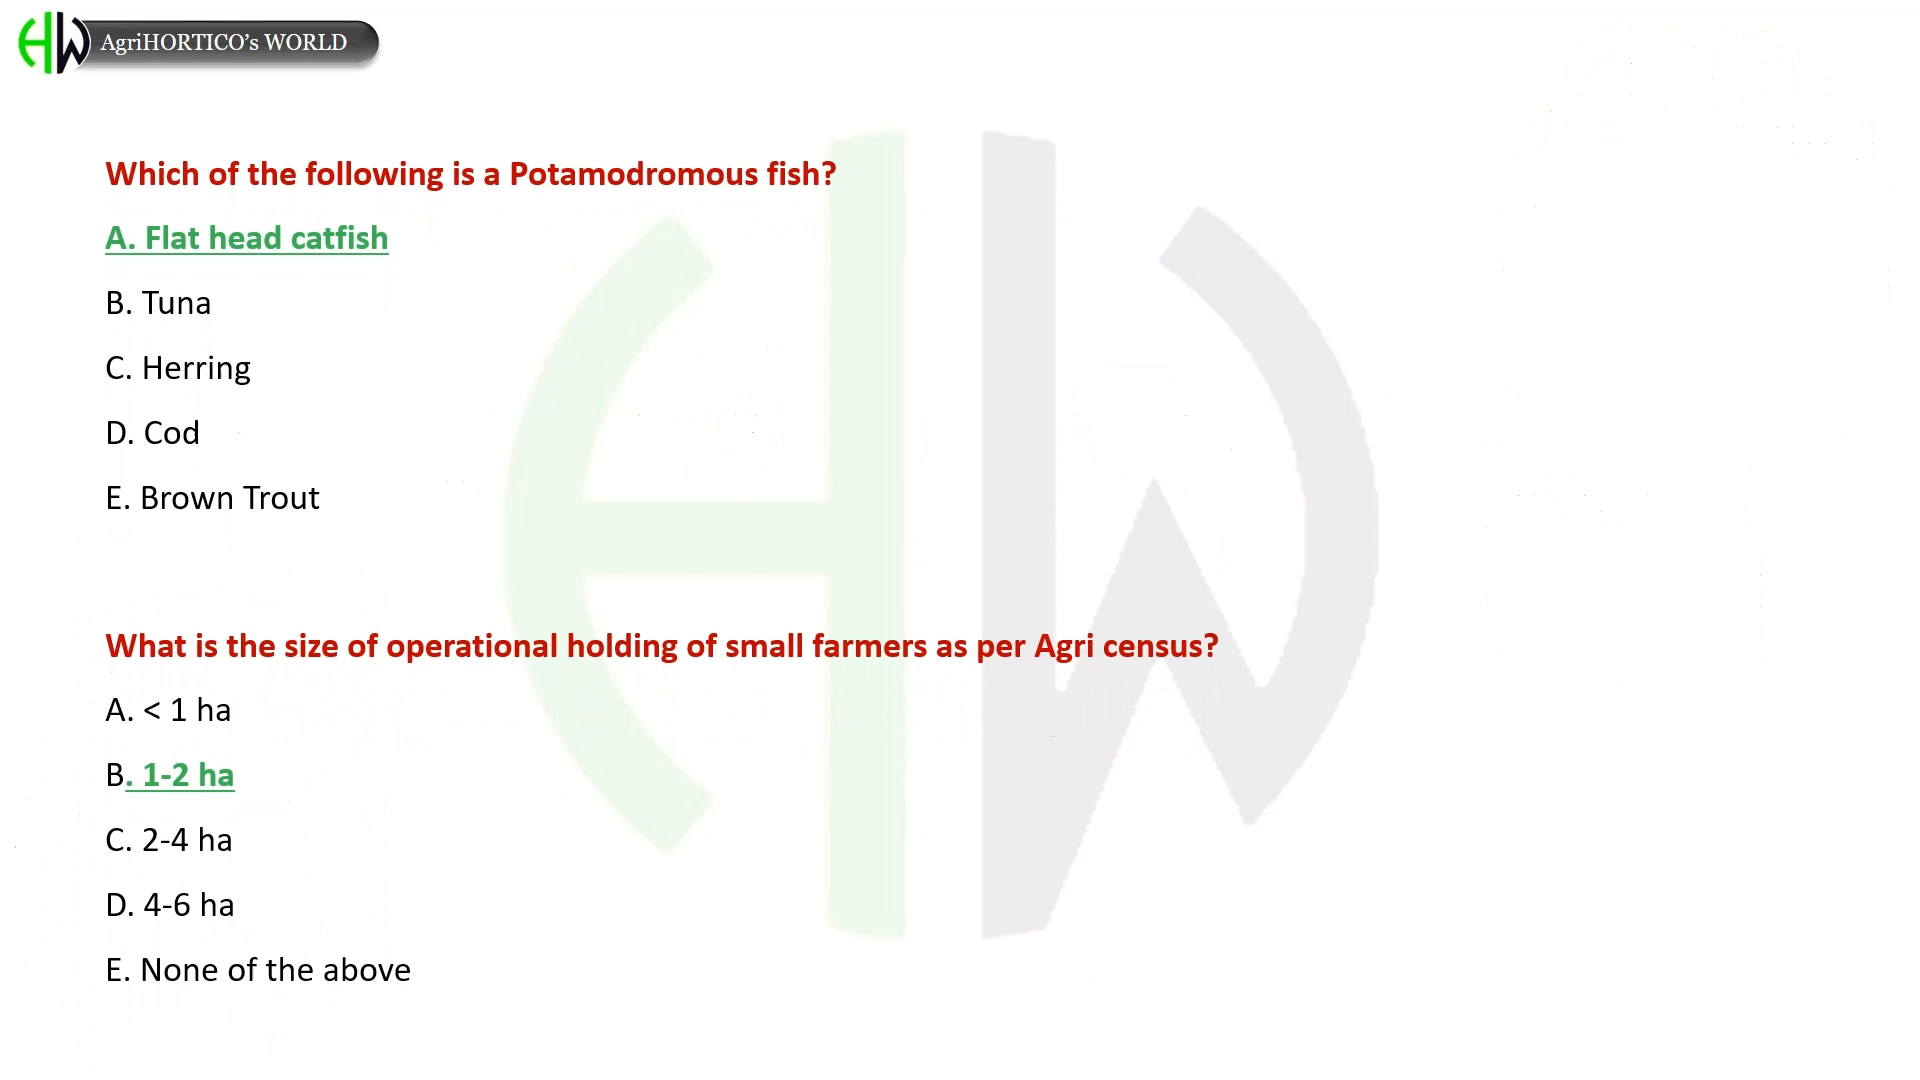 HW AgriHORTICO's WORLD
Which of the following is a Potamodromous fish?
A. Flat head catfish
B. Tuna
C. Herring
D. Cod
E. Brown Trout
What is the size of operational holding of small farmers as per Agri census?
A. < 1 ha
B. 1-2 ha
C. 2-4 ha
D. 4-6 ha
E. None of the above